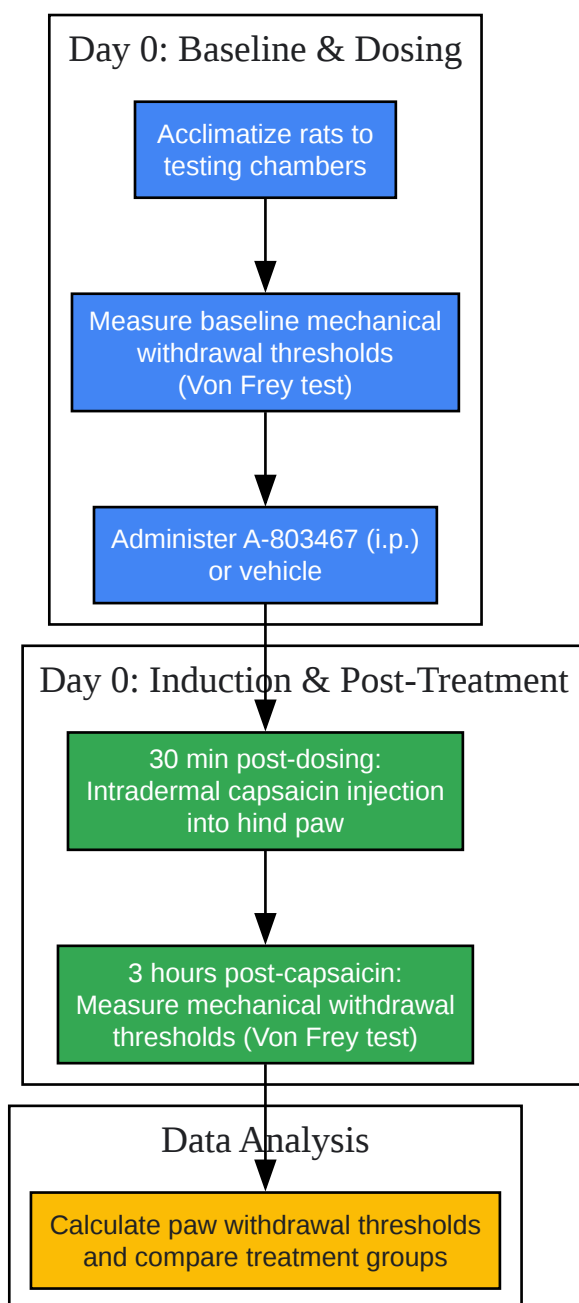 Day 0: Baseline & Dosing
Acclimatize rats to
testing chambers
Measure baseline mechanical
withdrawal thresholds
(Von Frey test)
Administer A-803467 (i.p.)
or vehicle
Day 0: Induction & Post-Treatment
30 min post-dosing:
Intradermal capsaicin injection
into hind paw
3 hours post-capsaicin:
Measure mechanical withdrawal
thresholds (Von Frey test)
Data Analysis
Calculate paw withdrawal thresholds
and compare treatment groups